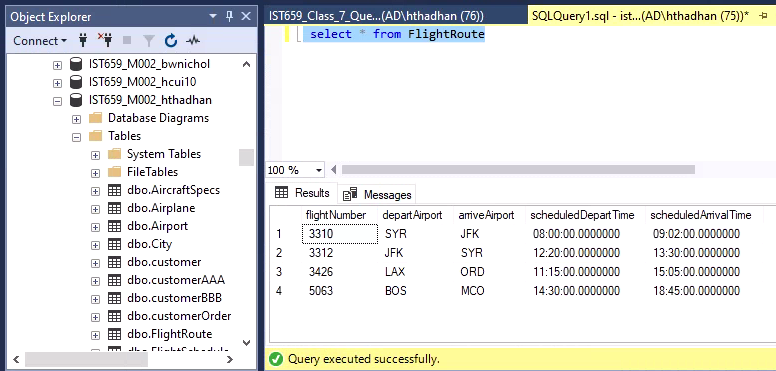 Object Explorer
Connect
IST659_M002_bwnichol
IST659_M002_hcui10
IST659_M002_hthadhan
Database Diagrams
Tables
System Tables
FileTables
dbo.AircraftSpecs
dbo.Airplane
dbo.Airport
dbo.City
dbo.customer
dbo.customerAAA
dbo.customerBBB
dbo.customerOrder
dbo.FlightRoute
dbo.FlightSchedule
IST659_Class_7_Que...(AD\hthadhan (76))
SQLQuery1.sql - ist...(AD\hthadhan (75))*
select * from FlightRoute
100 %
Results Messages
flightNumber departAirport arriveAirport scheduledDepartTime scheduledArrivalTime
1 3310 SYR JFK 08:00:00.0000000 09:02:00.0000000
2 3312 JFK SYR 12:20:00.0000000 13:30:00.0000000
3 3426 LAX ORD 11:15:00.0000000 15:05:00.0000000
4 5063 BOS MCO 14:30:00.0000000 18:45:00.0000000
Query executed successfully.